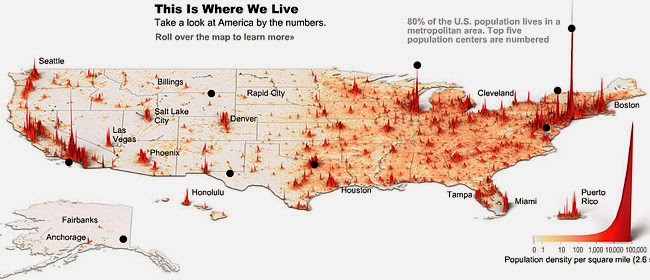 This Is Where We Live
Take a look at America by the numbers.
Roll over the map to learn more»
80% of the U.S. population lives in a
metropolitan area. Top five
population centers are numbered
Seattle
Billings
Rapid City
Cleveland
Boston
Salt Lake
City
Denver
Las
Vegas
Phoenix
Honolulu
Houston
Tampa
Miami
Puerto
Rico
Fairbanks
Anchorage
0 1 10 100 1,000 10,000 100,000
Population density per square mile (2.6 s